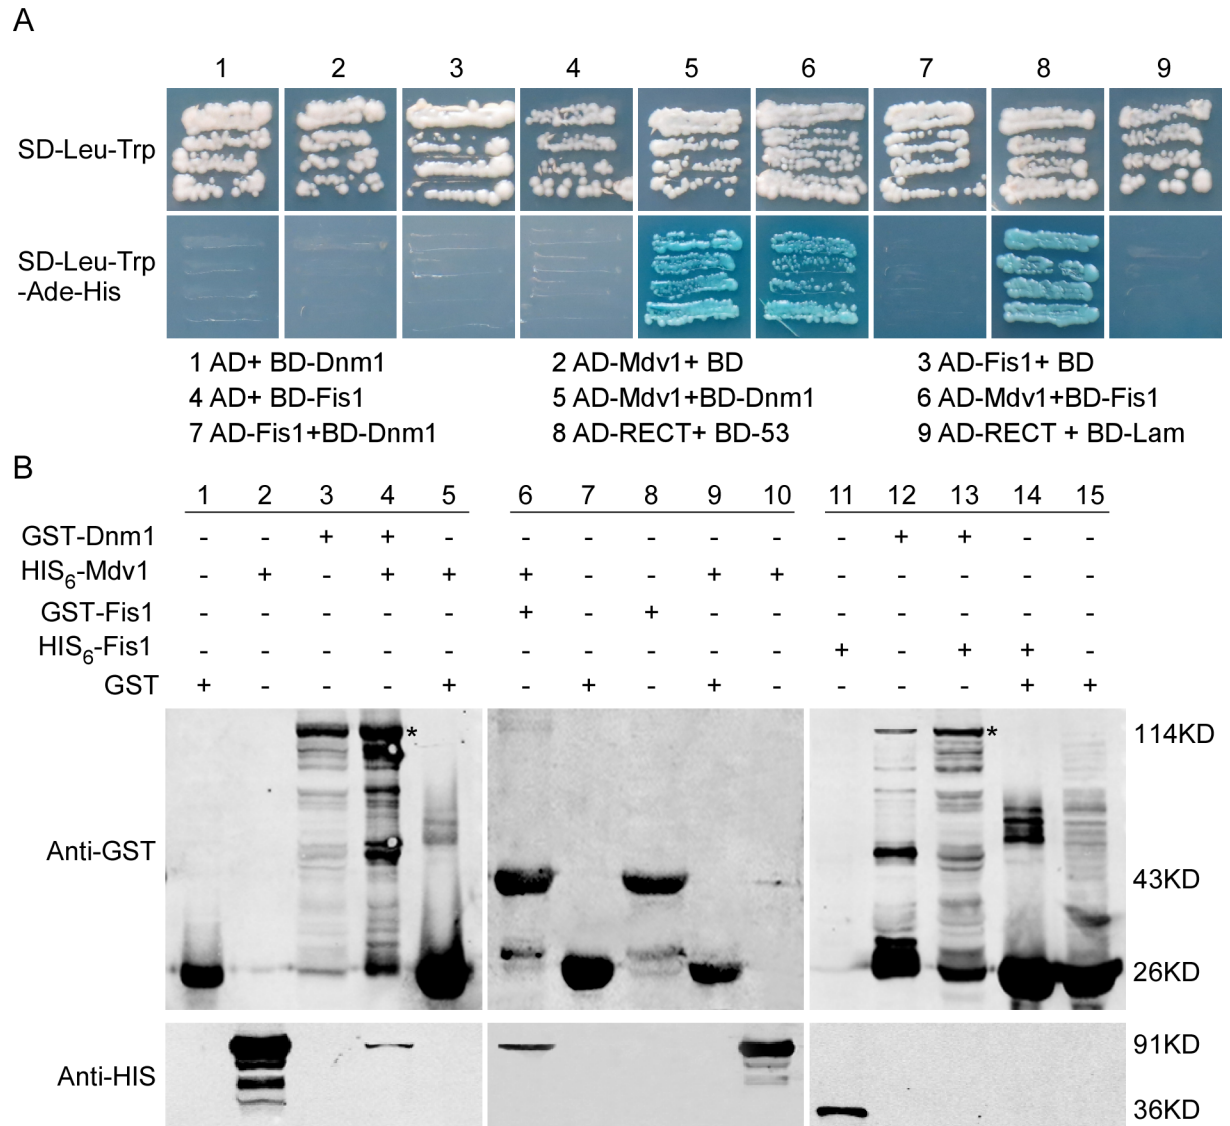 A
1 2 3 4 5 6 7 8 9
SD-Leu-Trp
SD-Leu-Trp
-Ade-His
1 AD+ BD-Dnm1 2 AD-Mdv1+ BD 3 AD-Fis1+ BD
4 AD+ BD-Fis1 5 AD-Mdv1+BD-Dnm1 6 AD-Mdv1+BD-Fis1
7 AD-Fis1+BD-Dnm1 8 AD-RECT+ BD-53 9 AD-RECT + BD-Lam
B
1 2 3 4 5 6 7 8 9 10 11 12 13 14 15
GST-Dnm1 - - + + - - - - - - - + + - -
HIS6-Mdv1 - + - + + + - - + + - - - - -
GST-Fis1 - - - - - + - + - - - - - - -
HIS6-Fis1 - - - - - - - - - - + - + + -
GST + - - - + - + - + - - - - + +
* * 114KD
Anti-GST
43KD
26KD
91KD
Anti-HIS
36KD